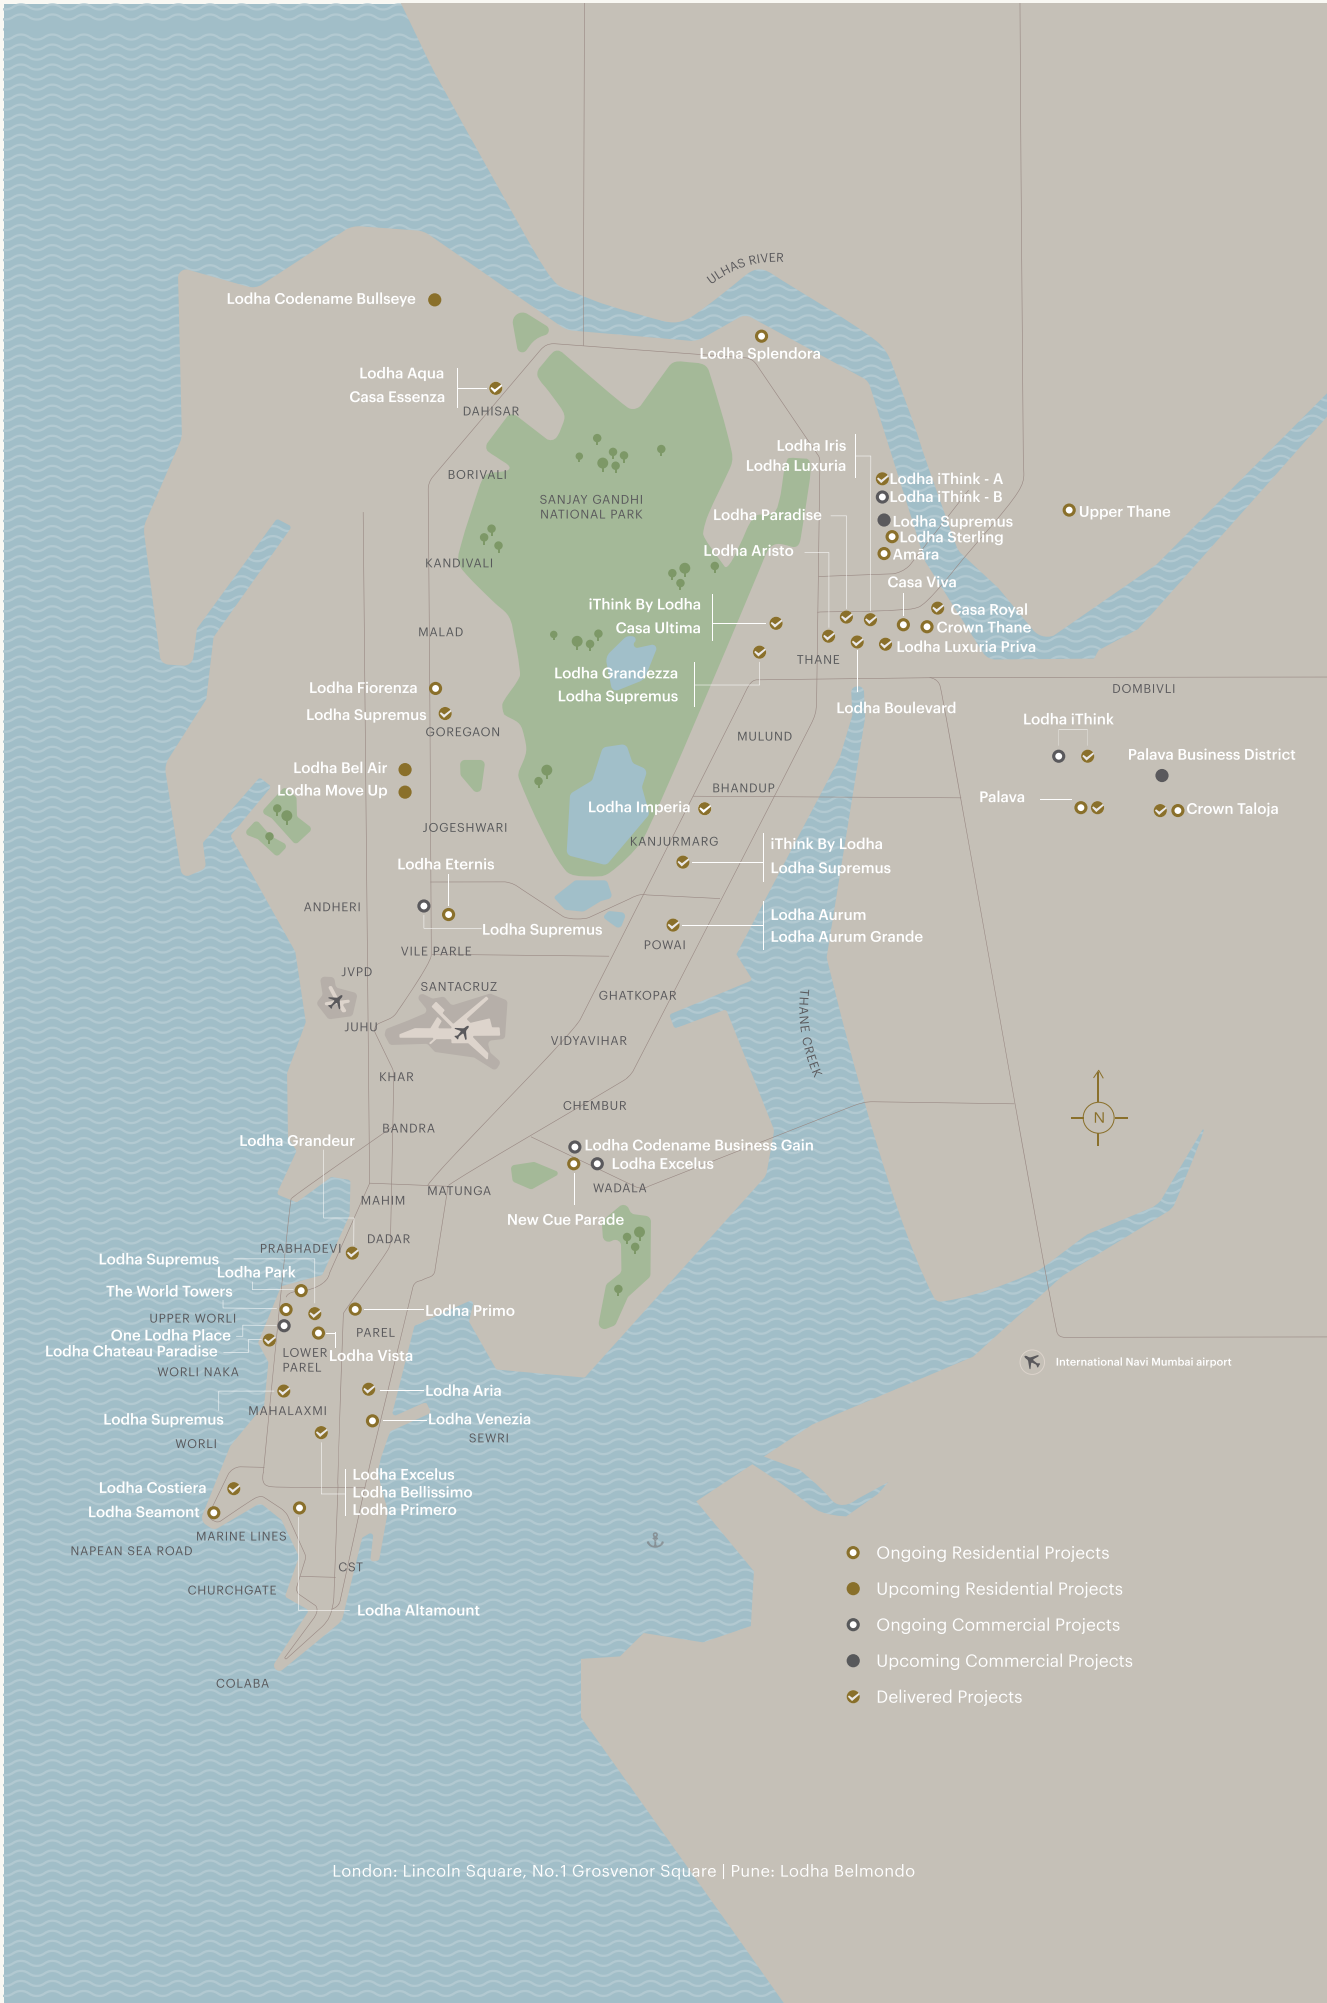 ULHAS RIVER
Lodha Codename Bullseye
Lodha Splendora
Lodha Aqua
Casa Essenza
DAHISAR
Lodha Iris
Lodha Luxuria
BORIVALI
Lodha iThink - A
Lodha iThink - B
SANJAY GANDHI
NATIONAL PARK
Lodha Paradise
Lodha Supremus
Upper Thane
Lodha Sterling
Lodha Aristo
Amāra
KANDIVALI
Casa Viva
iThink By Lodha
Casa Ultima
Casa Royal
Crown Thane
MALAD
Lodha Luxuria Priva
THANE
Lodha Grandezza
Lodha Supremus
Lodha Fiorenza
DOMBIVLI
Lodha Boulevard
Lodha Supremus
Lodha iThink
GOREGAON
MULUND
Palava Business District
Lodha Bel Air
Lodha Move Up
BHANDUP
Palava
Lodha Imperia
Crown Taloja
JOGESHWARI
KANJURMARG
iThink By Lodha
Lodha Supremus
Lodha Eternis
ANDHERI
Lodha Aurum
Lodha Supremus
Lodha Aurum Grande
POWAI
VILE PARLE
JVPD
SANTACRUZ
GHATKOPAR
THANE CREEK
JUHU
VIDYAVIHAR
KHAR
CHEMBUR
N
BANDRA
Lodha Grandeur
Lodha Codename Business Gain
Lodha Excelus
WADALA
MATUNGA
MAHIM
New Cue Parade
DADAR
PRABHADEVI
Lodha Supremus
Lodha Park
The World Towers
Lodha Primo
UPPER WORLI
PAREL
One Lodha Place
Lodha Chateau Paradise
LOWER
PAREL
Lodha Vista
International Navi Mumbai airport
WORLI NAKA
Lodha Aria
MAHALAXMI
Lodha Supremus
Lodha Venezia
SEWRI
WORLI
Lodha Excelus
Lodha Bellissimo
Lodha Primero
Lodha Costiera
Lodha Seamont
MARINE LINES
NAPEAN SEA ROAD
CST
CHURCHGATE
Lodha Altamount
COLABA
Ongoing Residential Projects
Upcoming Residential Projects
Ongoing Commercial Projects
Upcoming Commercial Projects
Delivered Projects
London: Lincoln Square, No.1 Grosvenor Square | Pune: Lodha Belmondo